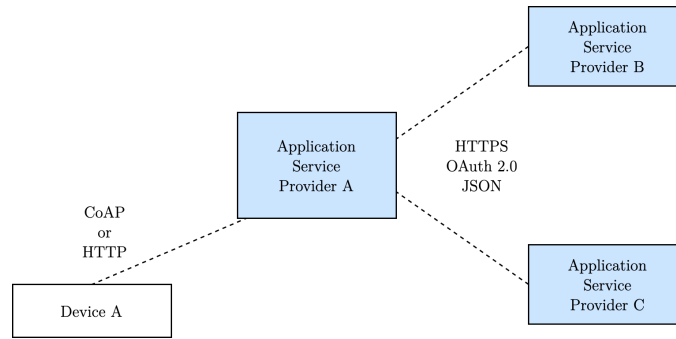 Application
Service
Provider B
Application
Service
Provider A
HTTPS
OAuth 2.0
JSON
CoAP
or
HTTP
Application
Service
Provider C
Device A